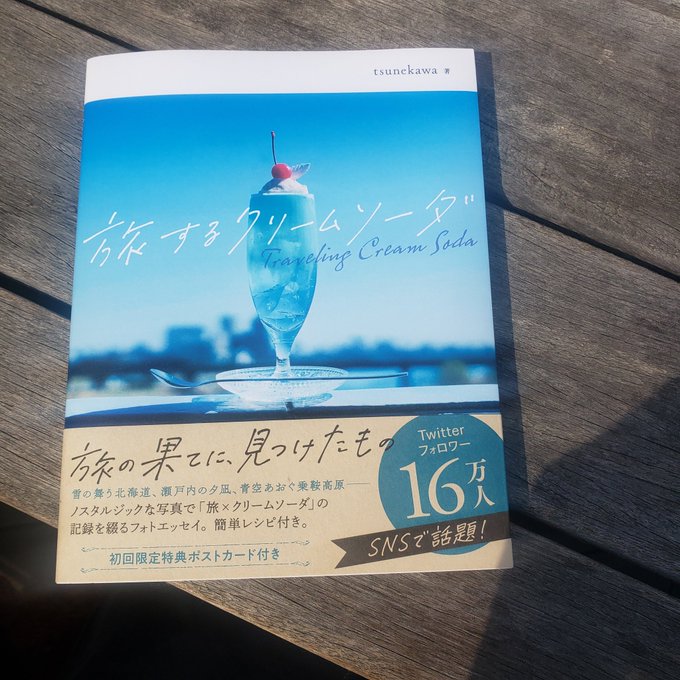 tsunekawa 著
旅するクリームソーダ
Traveling Cream Soda
旅の果てに、見つけたもの
雪の舞う北海道、瀬戸内の夕凪、青空あおぐ乗鞍高原──
ノスタルジックな写真で「旅×クリームソーダ」の
記録を綴るフォトエッセイ。簡単レシピ付き。
初回限定特典ポストカード付き
Twitter
フォロワー
16万人
SNSで話題!